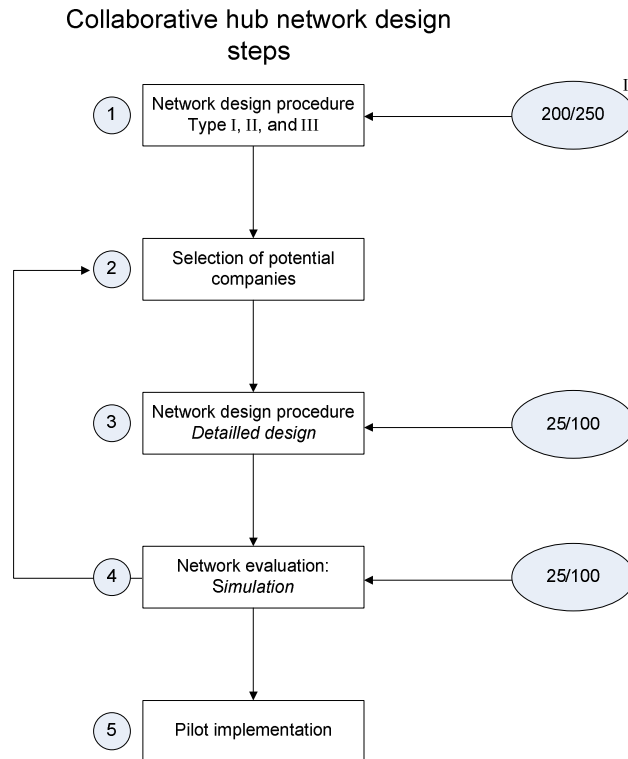 Collaborative hub network design
steps
1
Network design procedure
Type I, II, and III
200/250
I
2
Selection of potential
companies
3
Network design procedure
Detailled design
25/100
4
Network evaluation:
Simulation
25/100
5
Pilot implementation